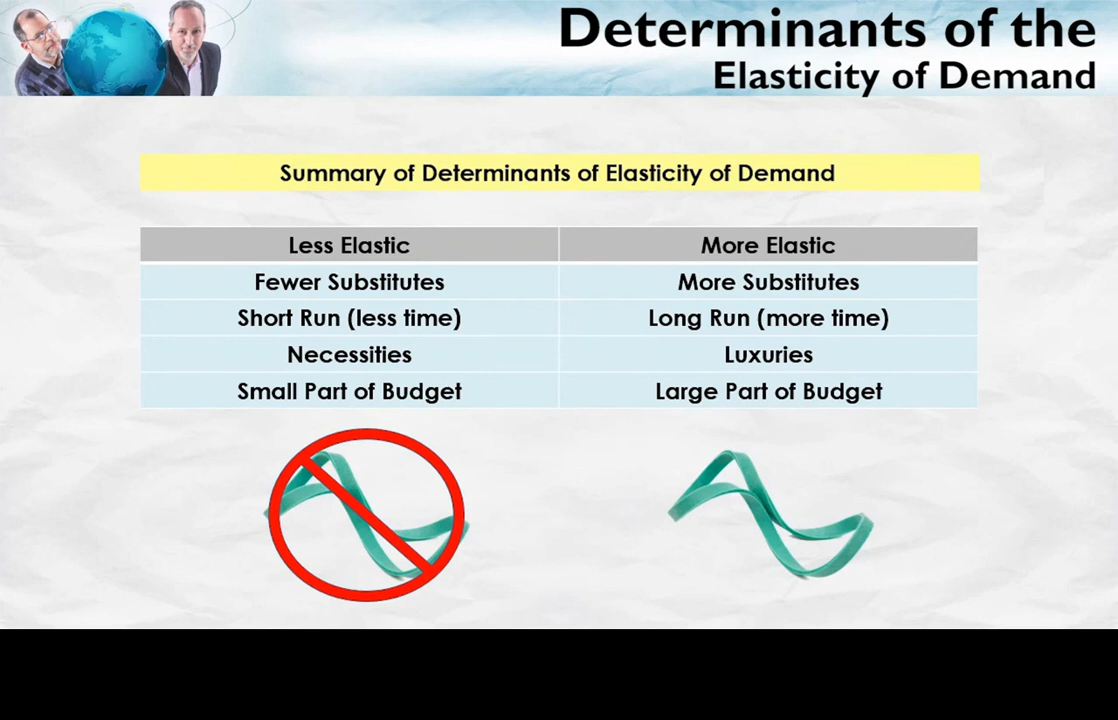 Determinants of the
Elasticity of Demand
Summary of Determinants of Elasticity of Demand
Less Elastic
More Elastic
Fewer Substitutes
More Substitutes
Short Run (less time)
Long Run (more time)
Necessities
Luxuries
Small Part of Budget
Large Part of Budget